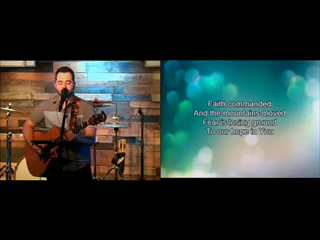 Faith commanded
And the mountains moved
Fear is losing ground
To our hope in You